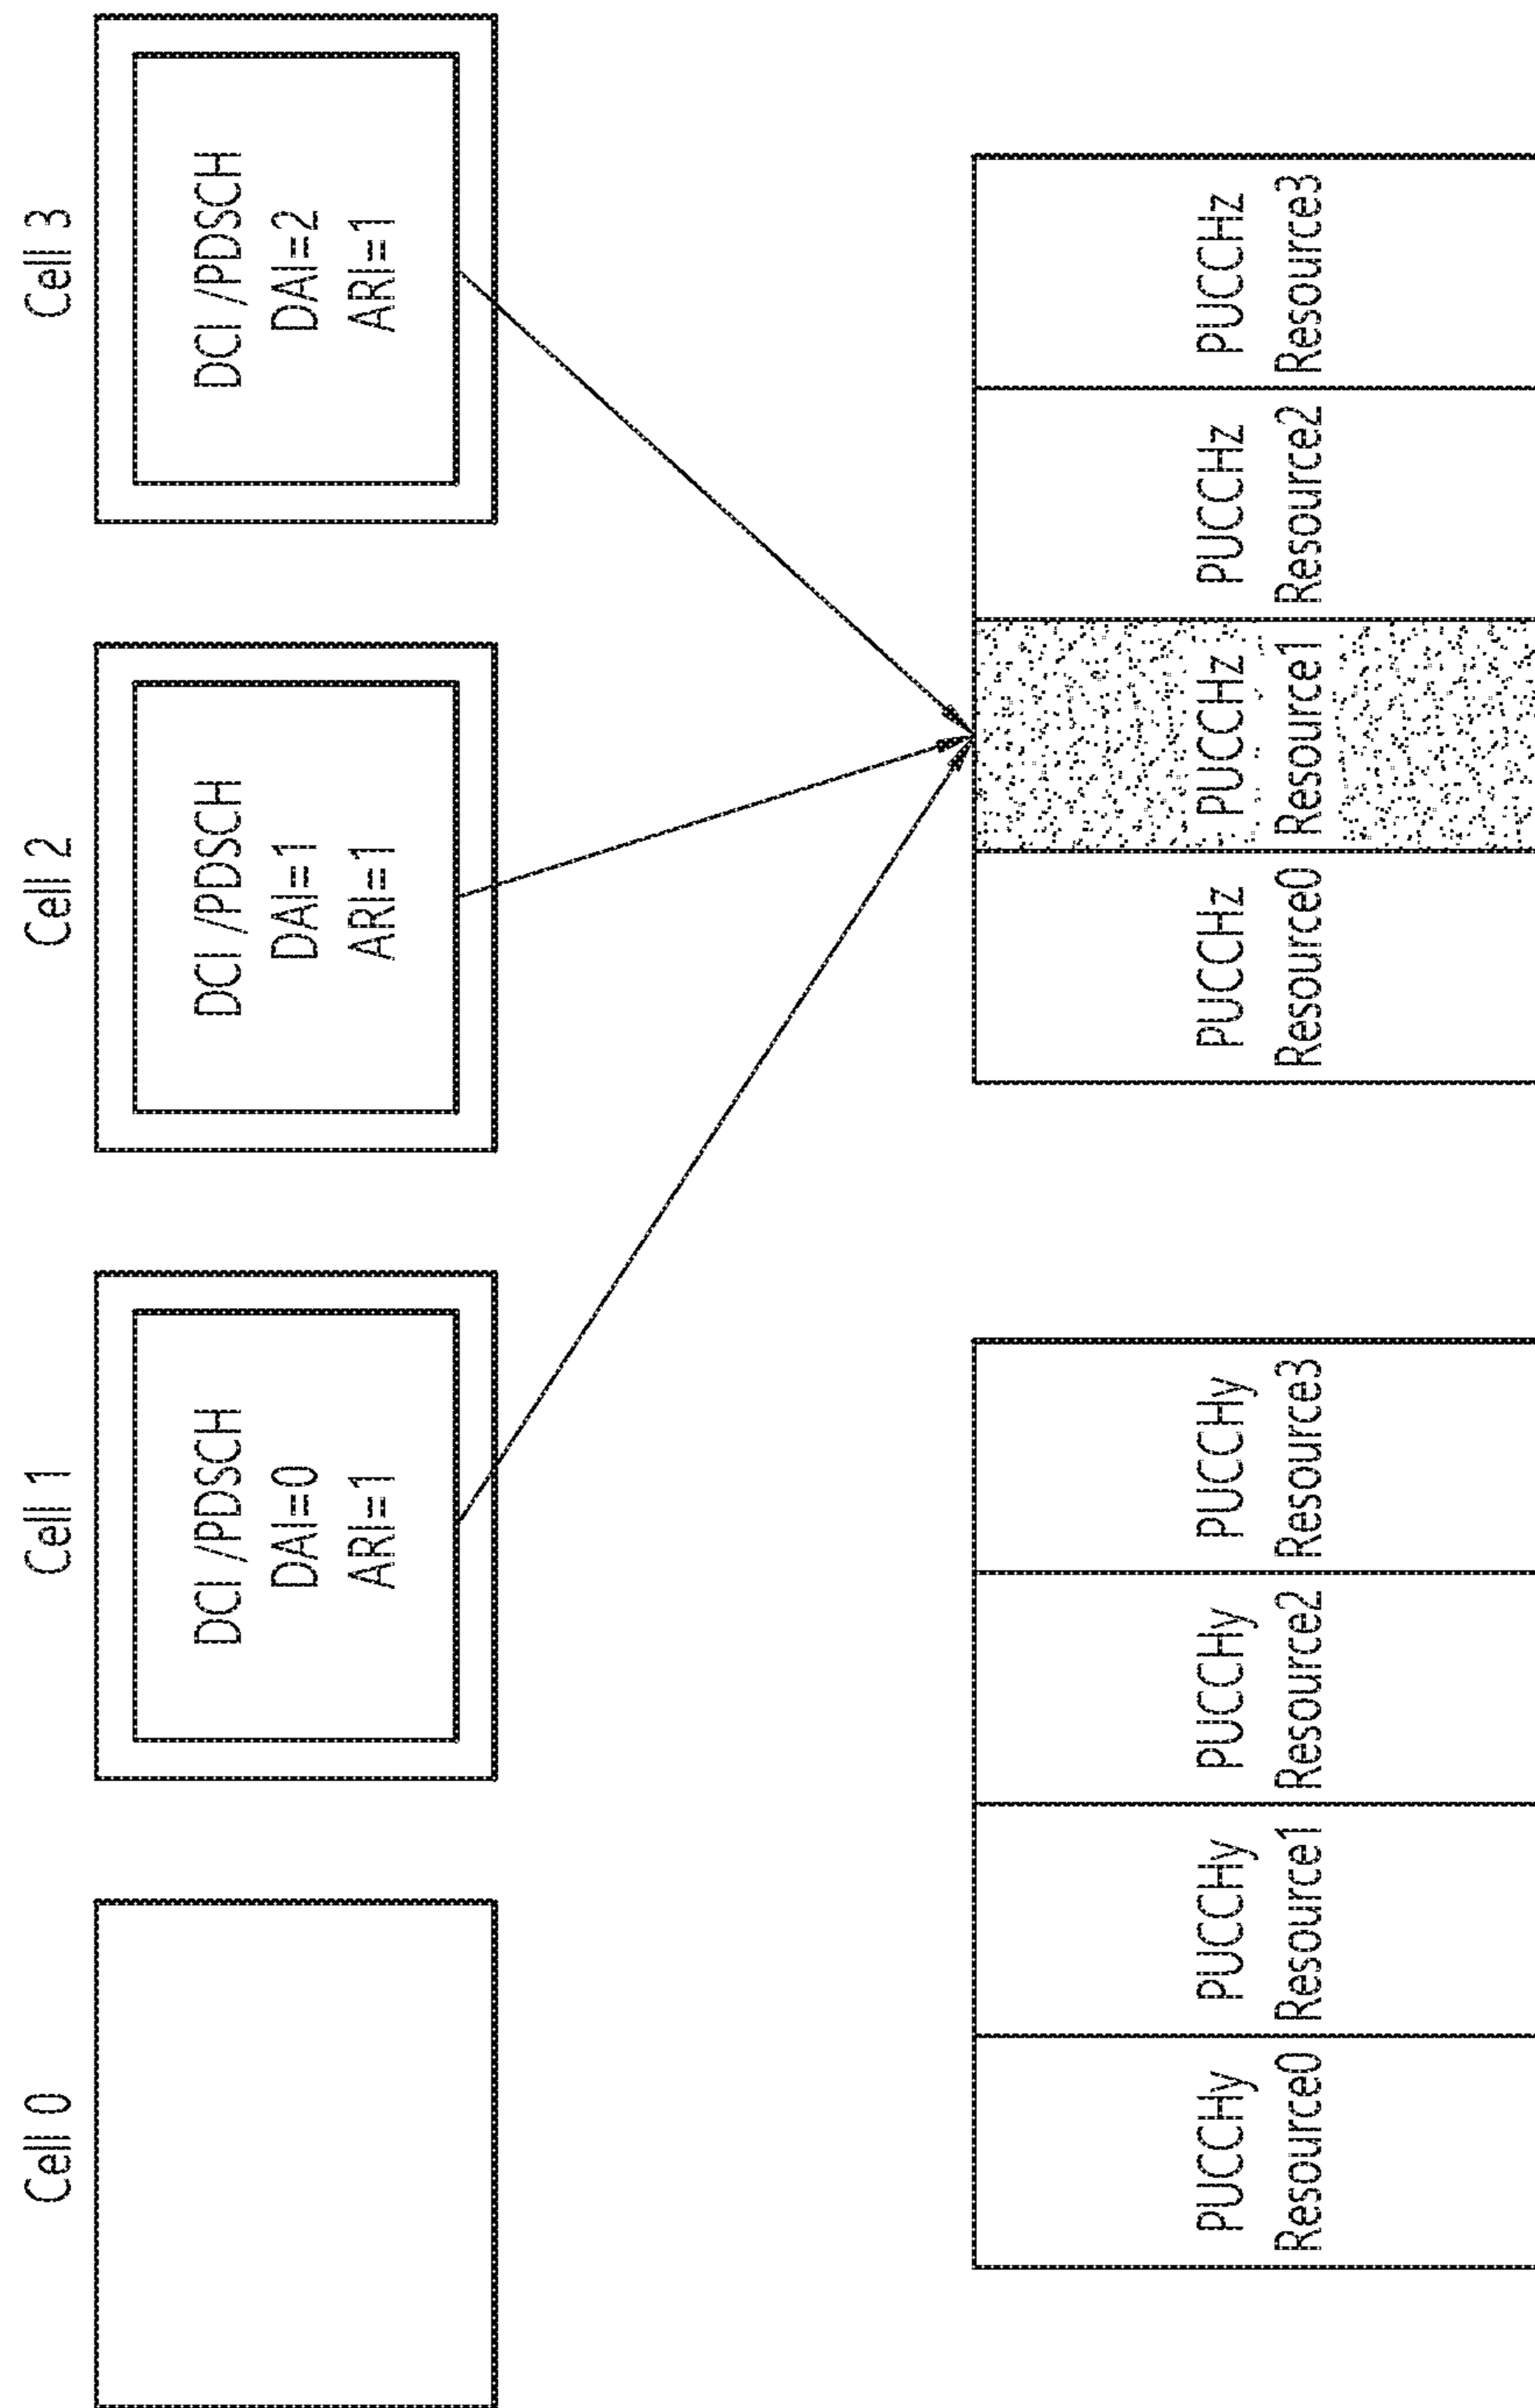 Cell 0
Cell 1
DCI /PDSCH
DAI=0
ARI=1
Cell 2
DCI /PDSCH
DAI=1
ARI=1
Cell 3
DCI /PDSCH
DAI=2
ARI=1
PUCCHy
Resource0
PUCCHy
Resource1
PUCCHy
Resource2
PUCCHy
Resource3
PUCCHz
Resource0
PUCCHz
Resource1
PUCCHz
Resource2
PUCCHz
Resource3